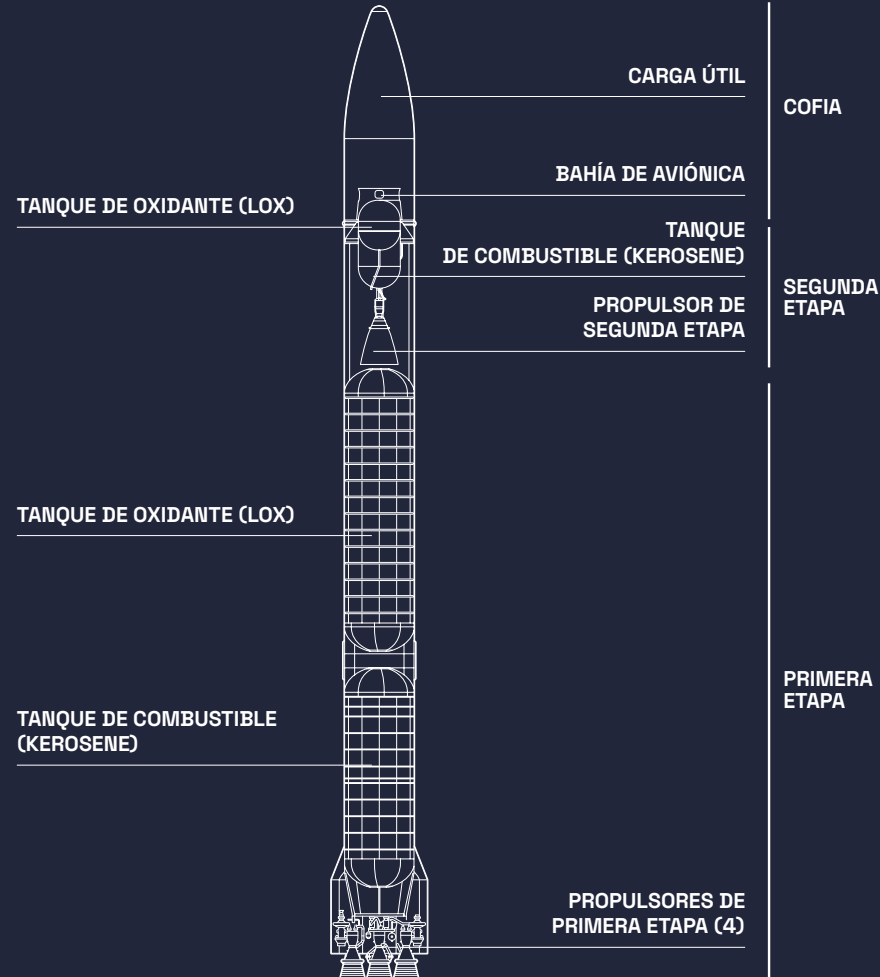 CARGA ÚTIL
COFIA
BAHÍA DE AVIÓNICA
TANQUE DE OXIDANTE (LOX)
TANQUE
DE COMBUSTIBLE (KEROSENE)
SEGUNDA
ETAPA
PROPULSOR DE
SEGUNDA ETAPA
TANQUE DE OXIDANTE (LOX)
PRIMERA
ETAPA
TANQUE DE COMBUSTIBLE
(KEROSENE)
PROPULSORES DE
PRIMERA ETAPA (4)